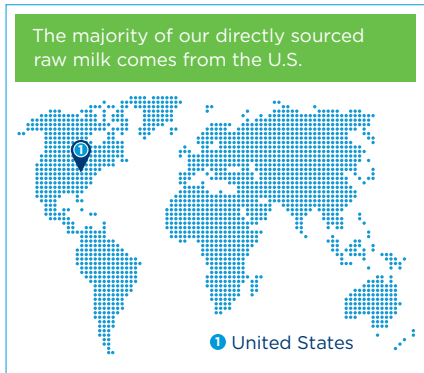 The majority of our directly sourced
raw milk comes from the U.S.
1
1 United States